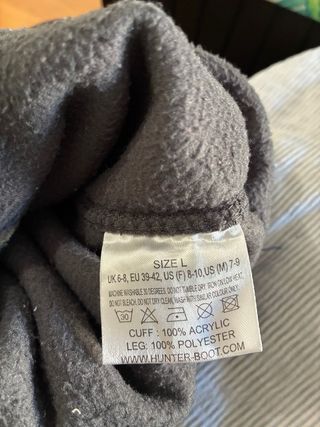 SIZE L
UK 6-8, EU 39-42, US (F) 8-10, US (M) 7-9
MACHINE WASHABLE 30 DEGREES. DO NOT TUMBLE DRY. IRON ON LOW HEAT.
DO NOT BLEACH. DO NOT DRY CLEAN. WASH WITH SIMILAR COLOUR ONLY.
30
CUFF : 100% ACRYLIC
LEG: 100% POLYESTER
WWW.HUNTER-BOOT.COM